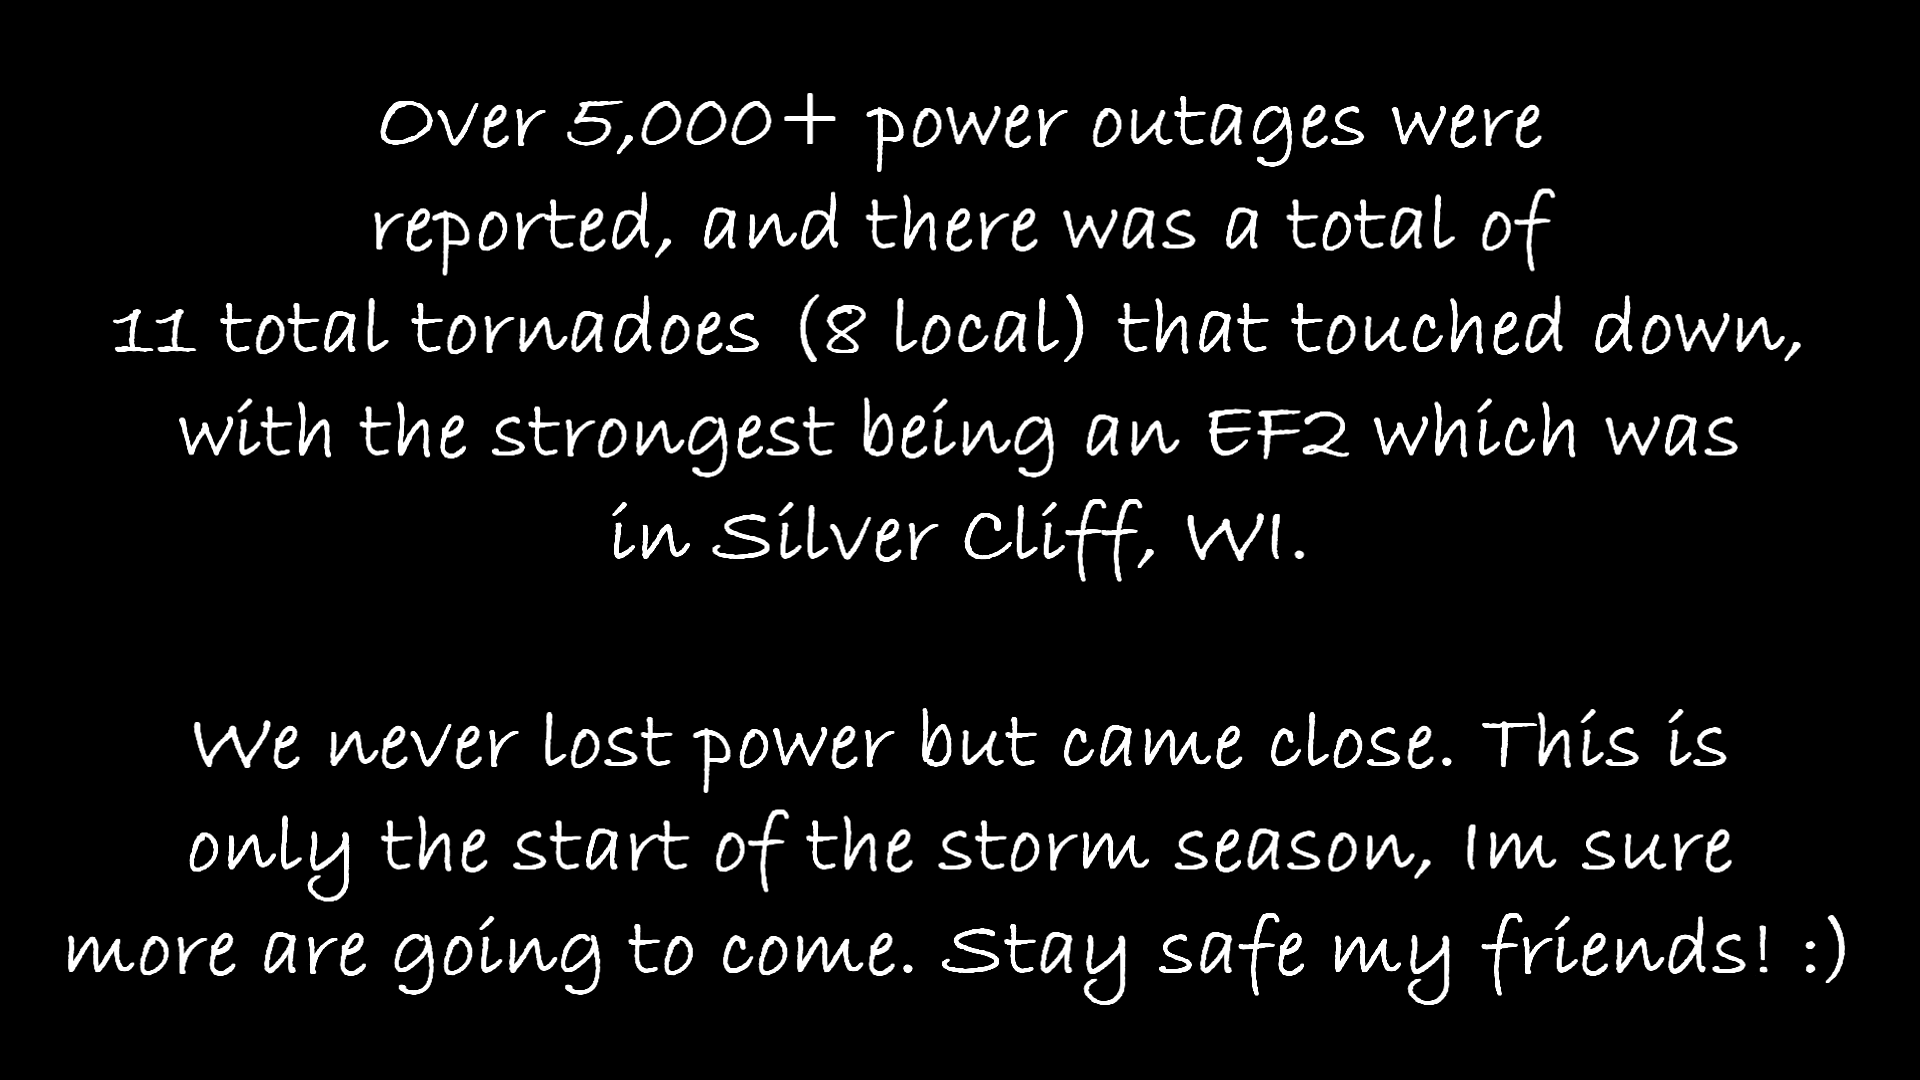 Over 5,000+ power outages were
reported, and there was a total of
11 total tornadoes (8 local) that touched down,
with the strongest being an EF2 which was
in Silver Cliff, WI.
We never lost power but came close. This is
only the start of the storm season, Im sure
more are going to come. Stay safe my friends! :)